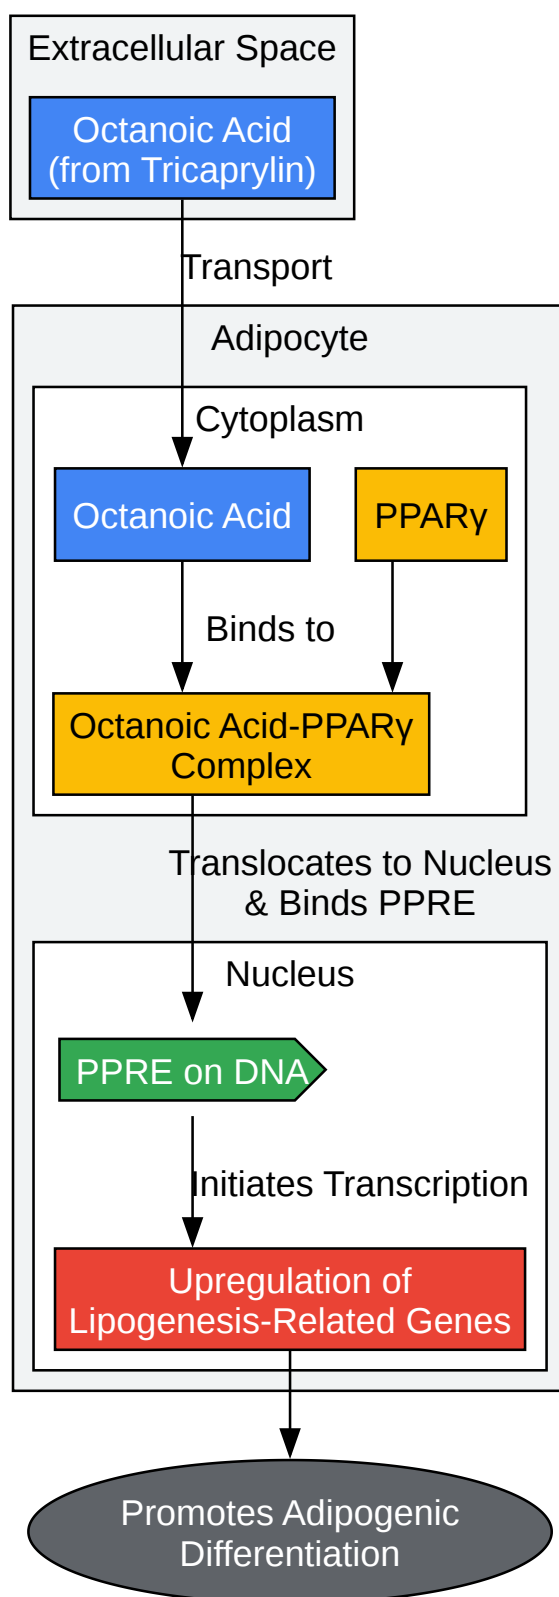 Extracellular Space
Octanoic Acid
(from Tricaprylin)
Transport
Adipocyte
Cytoplasm
Octanoic Acid
PPARγ
Binds to
Octanoic Acid-PPARγ
Complex
Translocates to Nucleus
& Binds PPRE
Nucleus
PPRE on DNA
Initiates Transcription
Upregulation of
Lipogenesis-Related Genes
Promotes Adipogenic
Differentiation